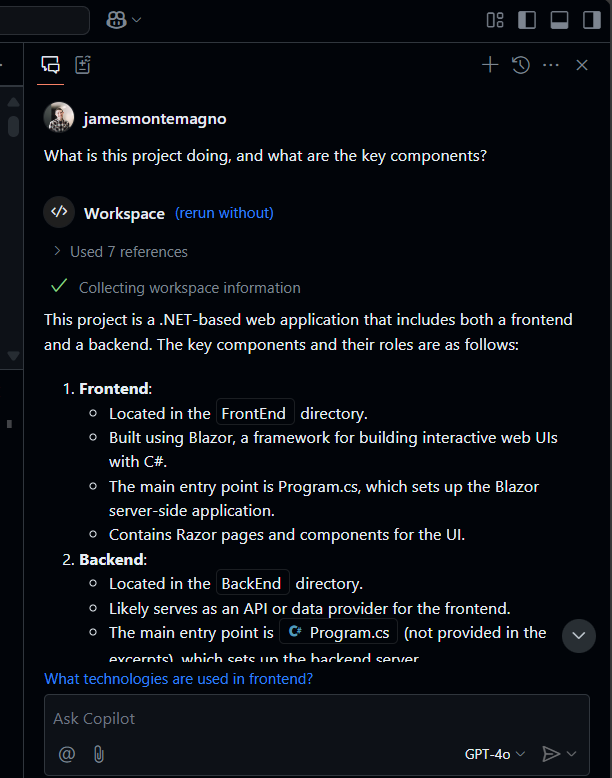 jamesmontemagno
What is this project doing, and what are the key components?
Workspace (rerun without)
Used 7 references
Collecting workspace information
This project is a .NET-based web application that includes both a frontend
and a backend. The key components and their roles are as follows:
1. Frontend:
Located in the FrontEnd directory.
Built using Blazor, a framework for building interactive web UIs
with C#.
The main entry point is Program.cs, which sets up the Blazor
server-side application.
Contains Razor pages and components for the UI.
2. Backend:
Located in the BackEnd directory.
Likely serves as an API or data provider for the frontend.
The main entry point is C# Program.cs (not provided in the
excerpts), which sets up the backend server.
What technologies are used in frontend?
Ask Copilot
@ GPT-4o